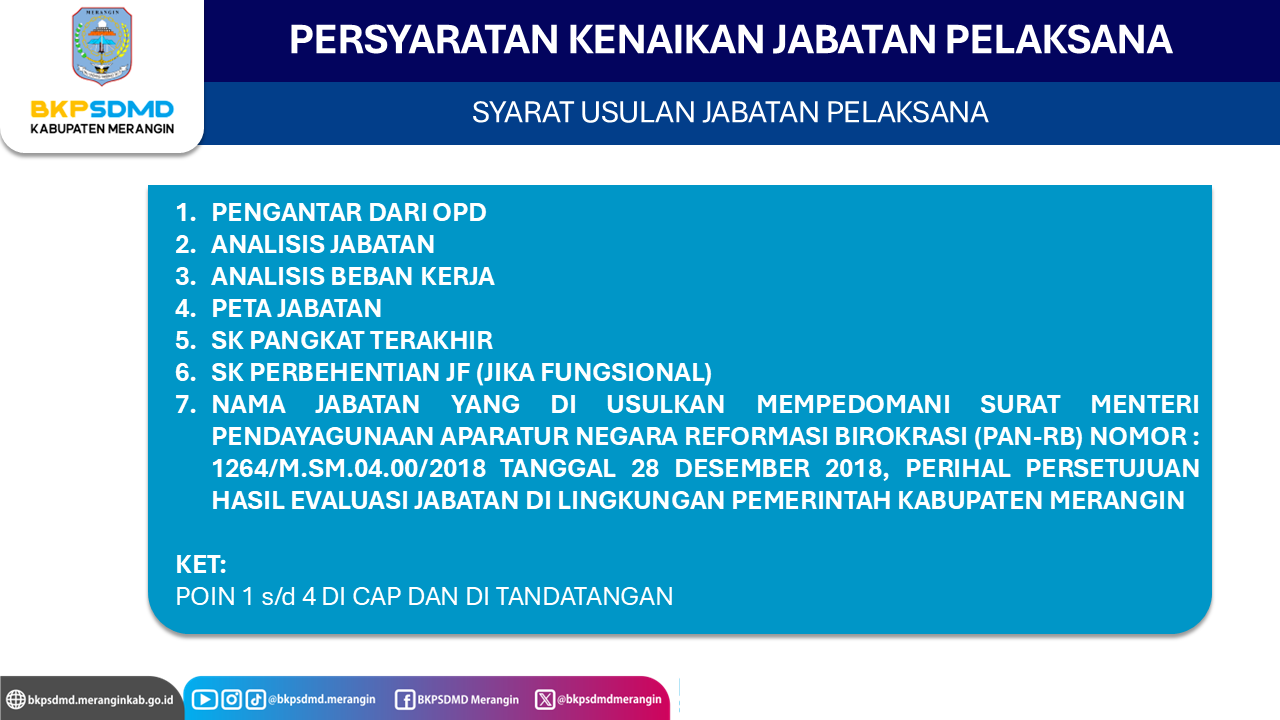 MERANGIN
BKPSDMD
KABUPATEN MERANGIN
PERSYARATAN KENAIKAN JABATAN PELAKSANA
SYARAT USULAN JABATAN PELAKSANA
1. PENGANTAR DARI OPD
2. ANALISIS JABATAN
3. ANALISIS BEBAN KERJA
4. PETA JABATAN
5. SK PANGKAT TERAKHIR
6. SK PERBEHENTIAN JF (JIKA FUNGSIONAL)
7. NAMA JABATAN YANG DI USULKAN MEMPEDOMANI SURAT MENTERI
PENDAYAGUNAAN APARATUR NEGARA REFORMASI BIROKRASI (PAN-RB) NOMOR :
1264/M.SM.04.00/2018 TANGGAL 28 DESEMBER 2018, PERIHAL PERSETUJUAN
HASIL EVALUASI JABATAN DI LINGKUNGAN PEMERINTAH KABUPATEN MERANGIN
KET:
POIN 1 s/d 4 DI CAP DAN DI TANDATANGAN
bkpsdmd.meranginkab.go.id
@bkpsdmd.merangin
BKPSDMD Merangin
@bkpsdmdmerangin